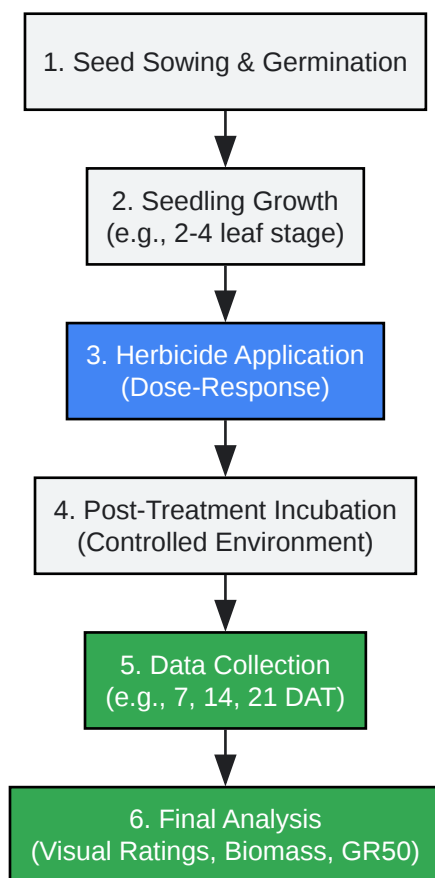 1. Seed Sowing & Germination
2. Seedling Growth
(e.g., 2-4 leaf stage)
3. Herbicide Application
(Dose-Response)
4. Post-Treatment Incubation
(Controlled Environment)
5. Data Collection
(e.g., 7, 14, 21 DAT)
6. Final Analysis
(Visual Ratings, Biomass, GR50)